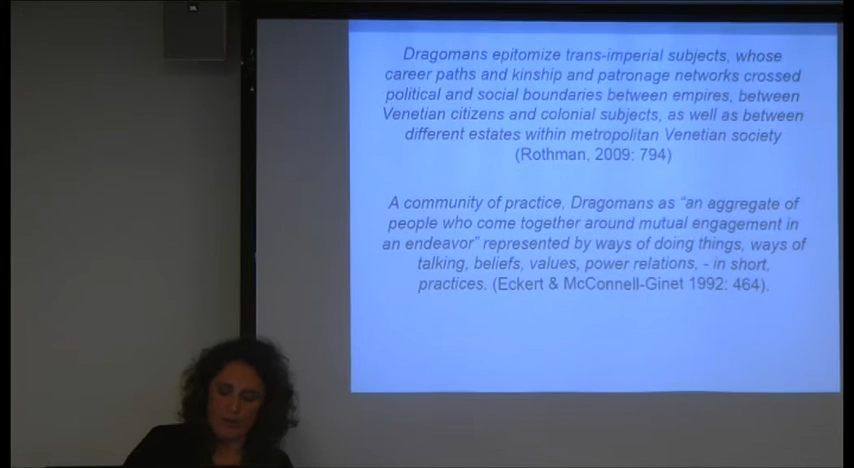 Dragomans epitomize trans-imperial subjects, whose
career paths and kinship and patronage networks crossed
political and social boundaries between empires, between
Venetian citizens and colonial subjects, as well as between
different estates within metropolitan Venetian society
(Rothman, 2009: 794)
A community of practice, Dragomans as "an aggregate of
people who come together around mutual engagement in
an endeavor" represented by ways of doing things, ways of
talking, beliefs, values, power relations, - in short,
practices. (Eckert & McConnell-Ginet 1992: 464).